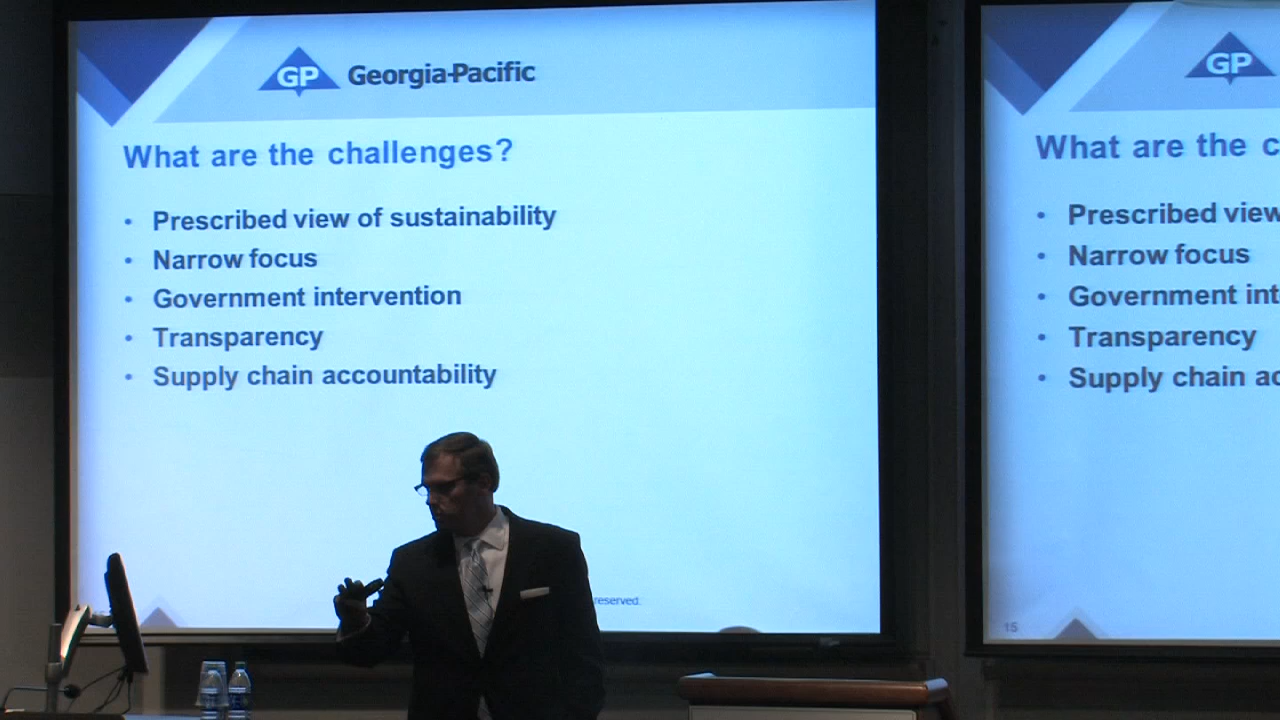 GP Georgia-Pacific
What are the challenges?
• Prescribed view of sustainability
• Narrow focus
• Government intervention
• Transparency
• Supply chain accountability
reserved.
GP
What are the c
• Prescribed view
• Narrow focus
• Government int
• Transparency
• Supply chain ac
15